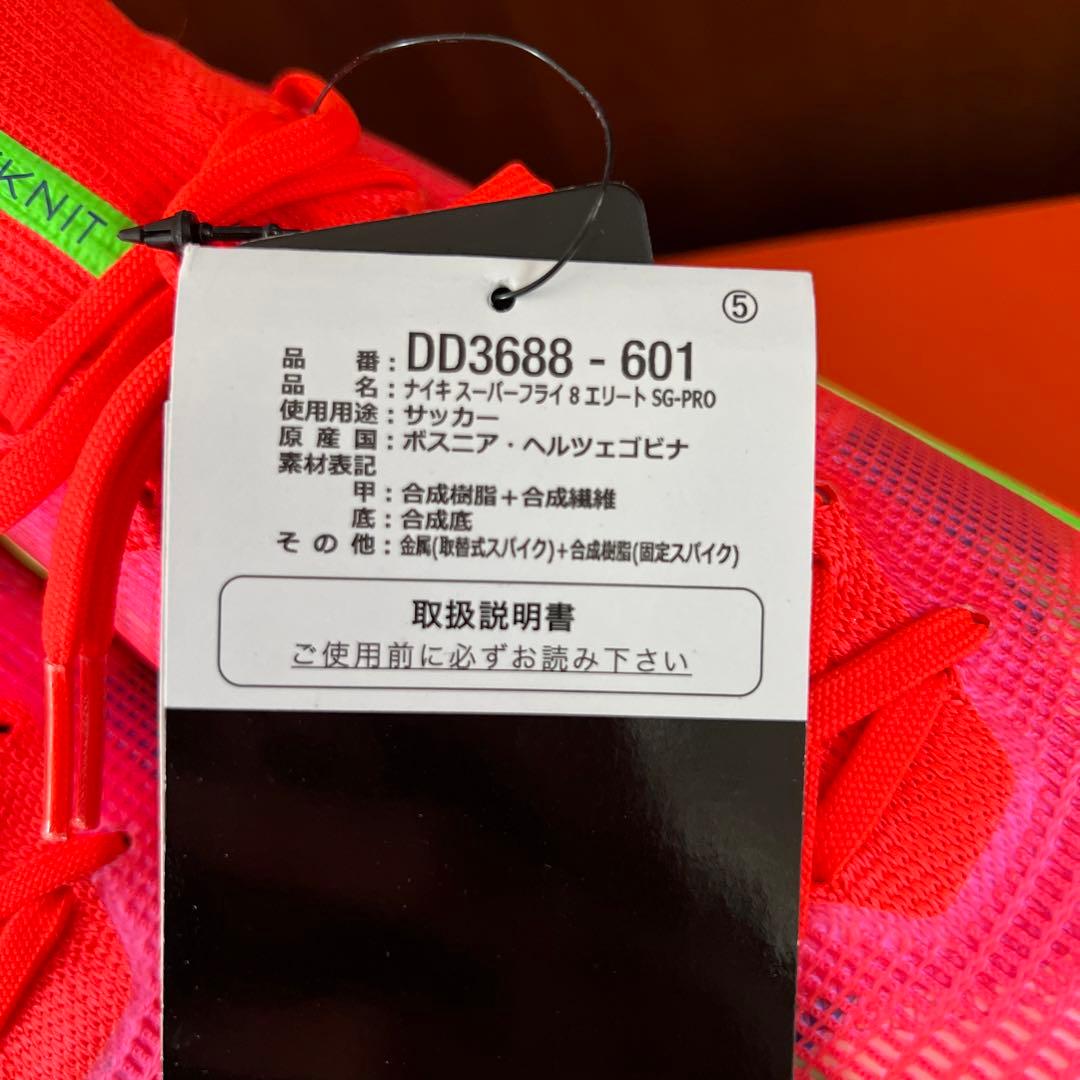 KNIT
⑤
品番：DD3688 - 601
品名：ナイキ スーパーフライ 8 エリート SG-PRO
使用用途：サッカー
原産国：ボスニア・ヘルツェゴビナ
素材表記
甲：合成樹脂＋合成繊維
底：合成底
その他：金属(取替式スパイク)＋合成樹脂(固定スパイク)
取扱説明書
ご使用前に必ずお読み下さい